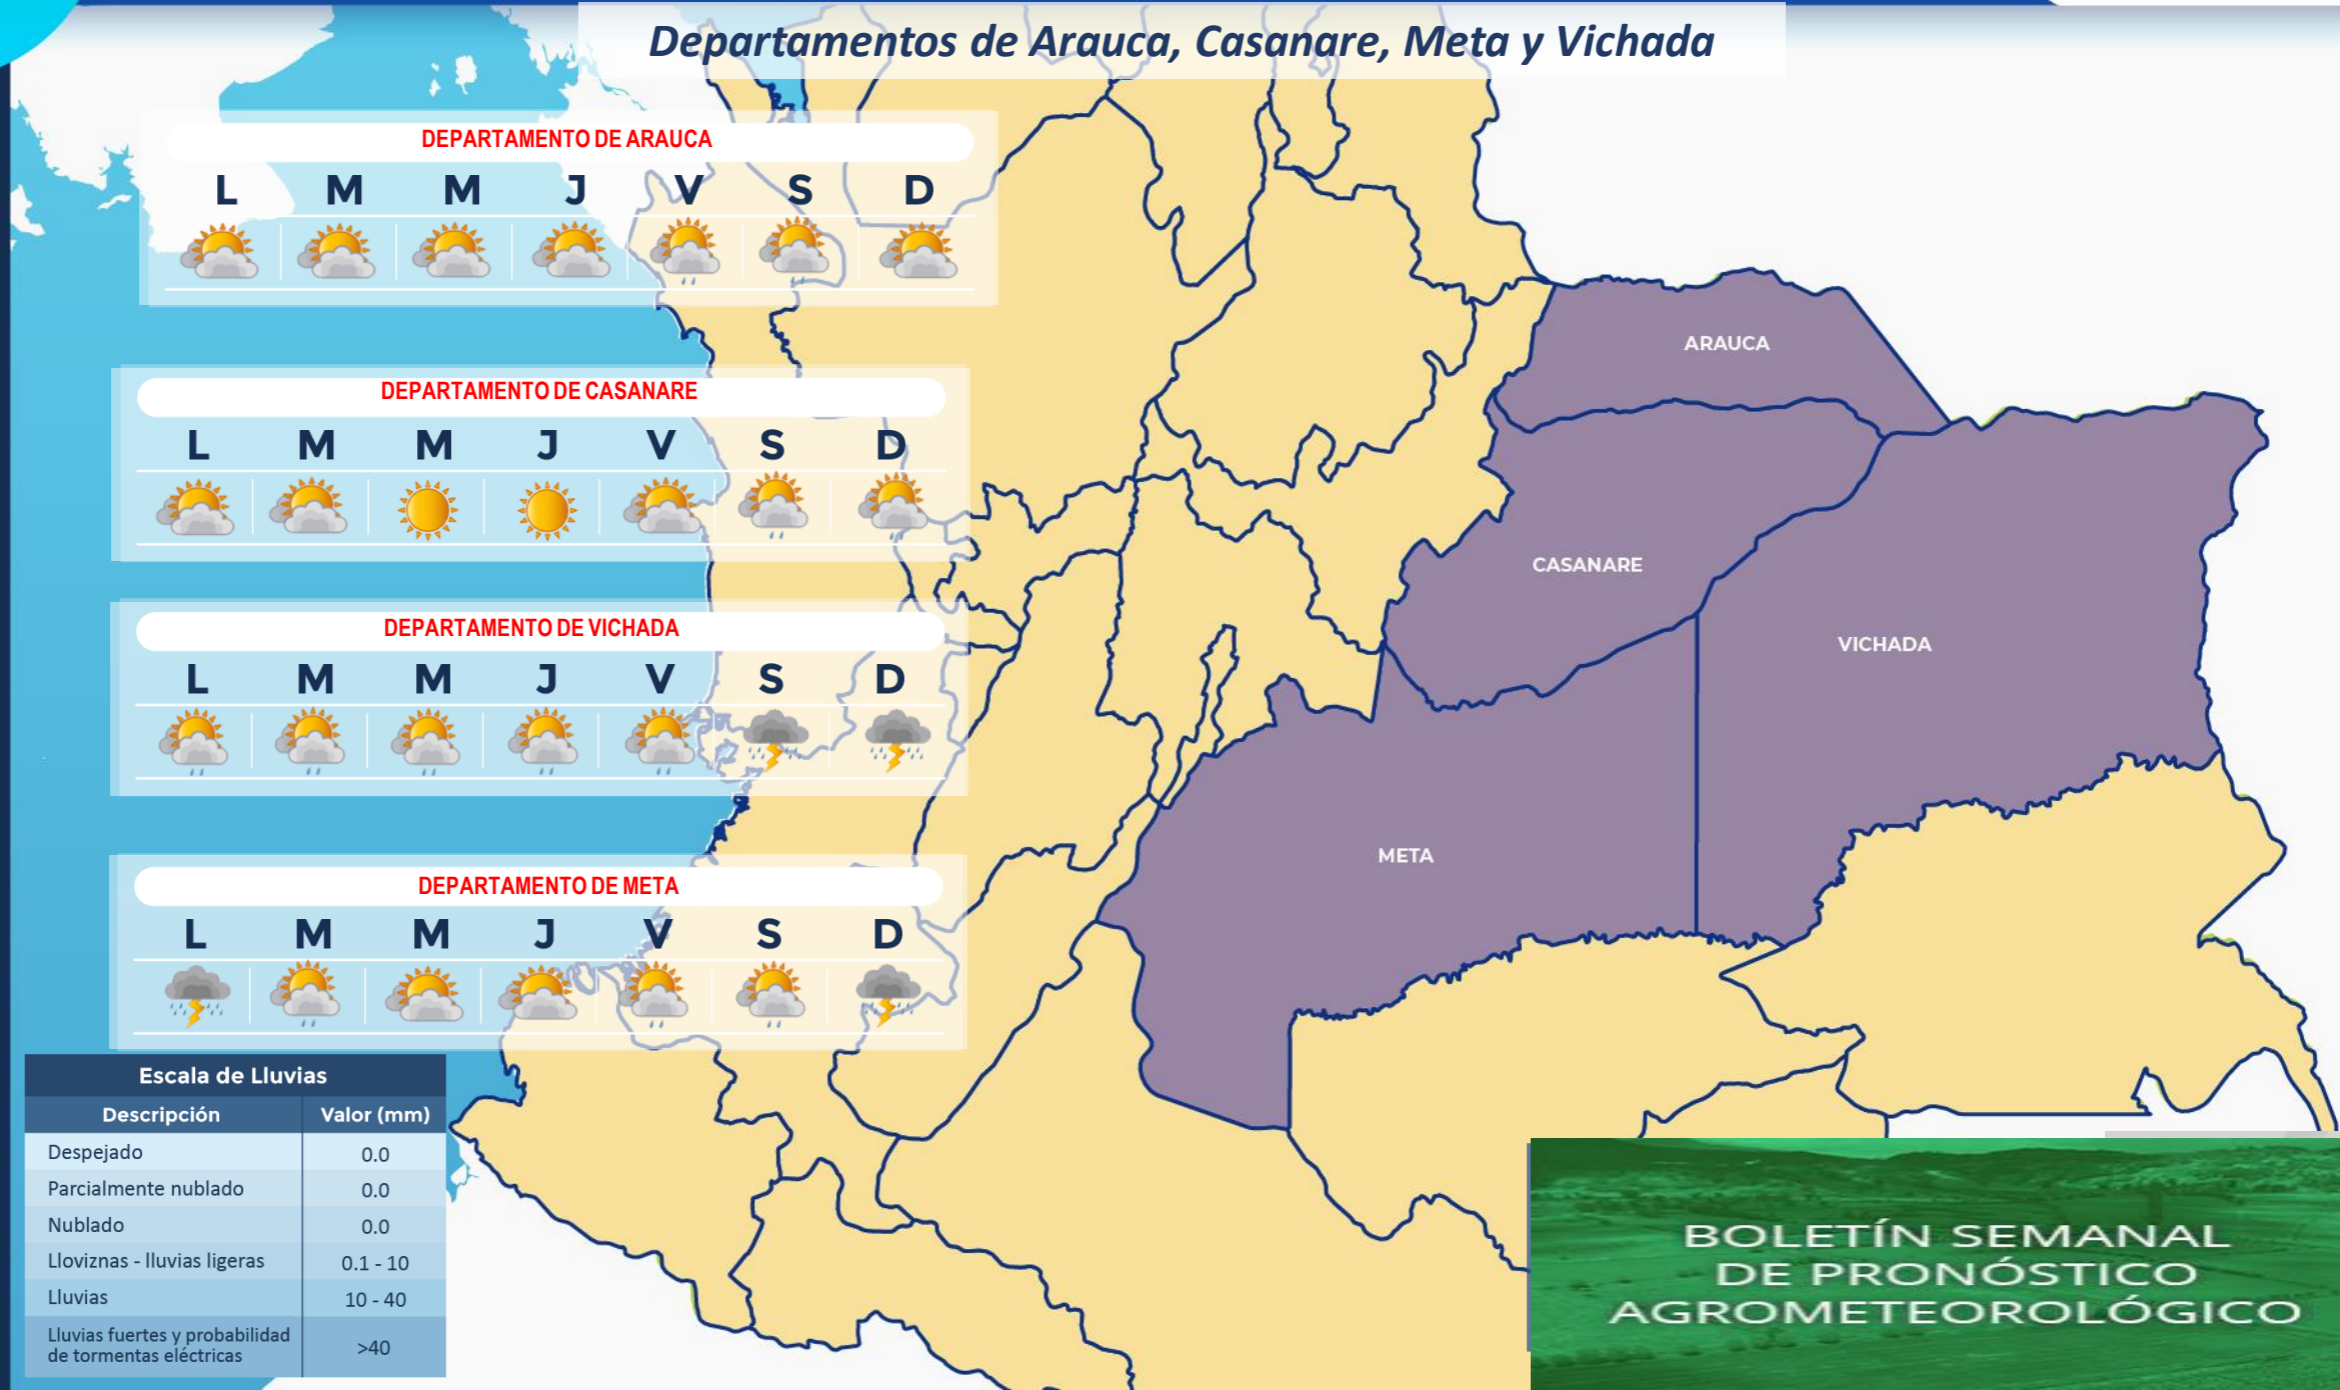 Departamentos de Arauca, Casanare, Meta y Vichada
DEPARTAMENTO DE ARAUCA
L M M J V S D
DEPARTAMENTO DE CASANARE
L M M J V S D
DEPARTAMENTO DE VICHADA
L M M J V S D
DEPARTAMENTO DE META
L M M J V S D
ARAUCA
CASANARE
VICHADA
META
Escala de Lluvias
Descripción Valor (mm)
Despejado 0.0
Parcialmente nublado 0.0
Nublado 0.0
Lloviznas - lluvias ligeras 0.1 - 10
Lluvias 10 - 40
Lluvias fuertes y probabilidad
de tormentas eléctricas >40
BOLETÍN SEMANAL
DE PRONÓSTICO
AGROMETEOROLÓGICO